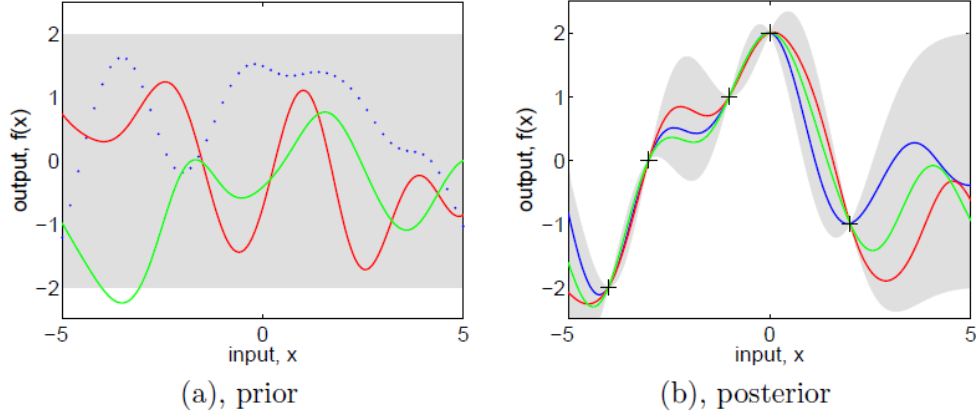 2
1
0
−1
−2
output, f(x)
−5
0
5
input, x
(a), prior
2
1
0
−1
−2
output, f(x)
−5
0
5
input, x
(b), posterior